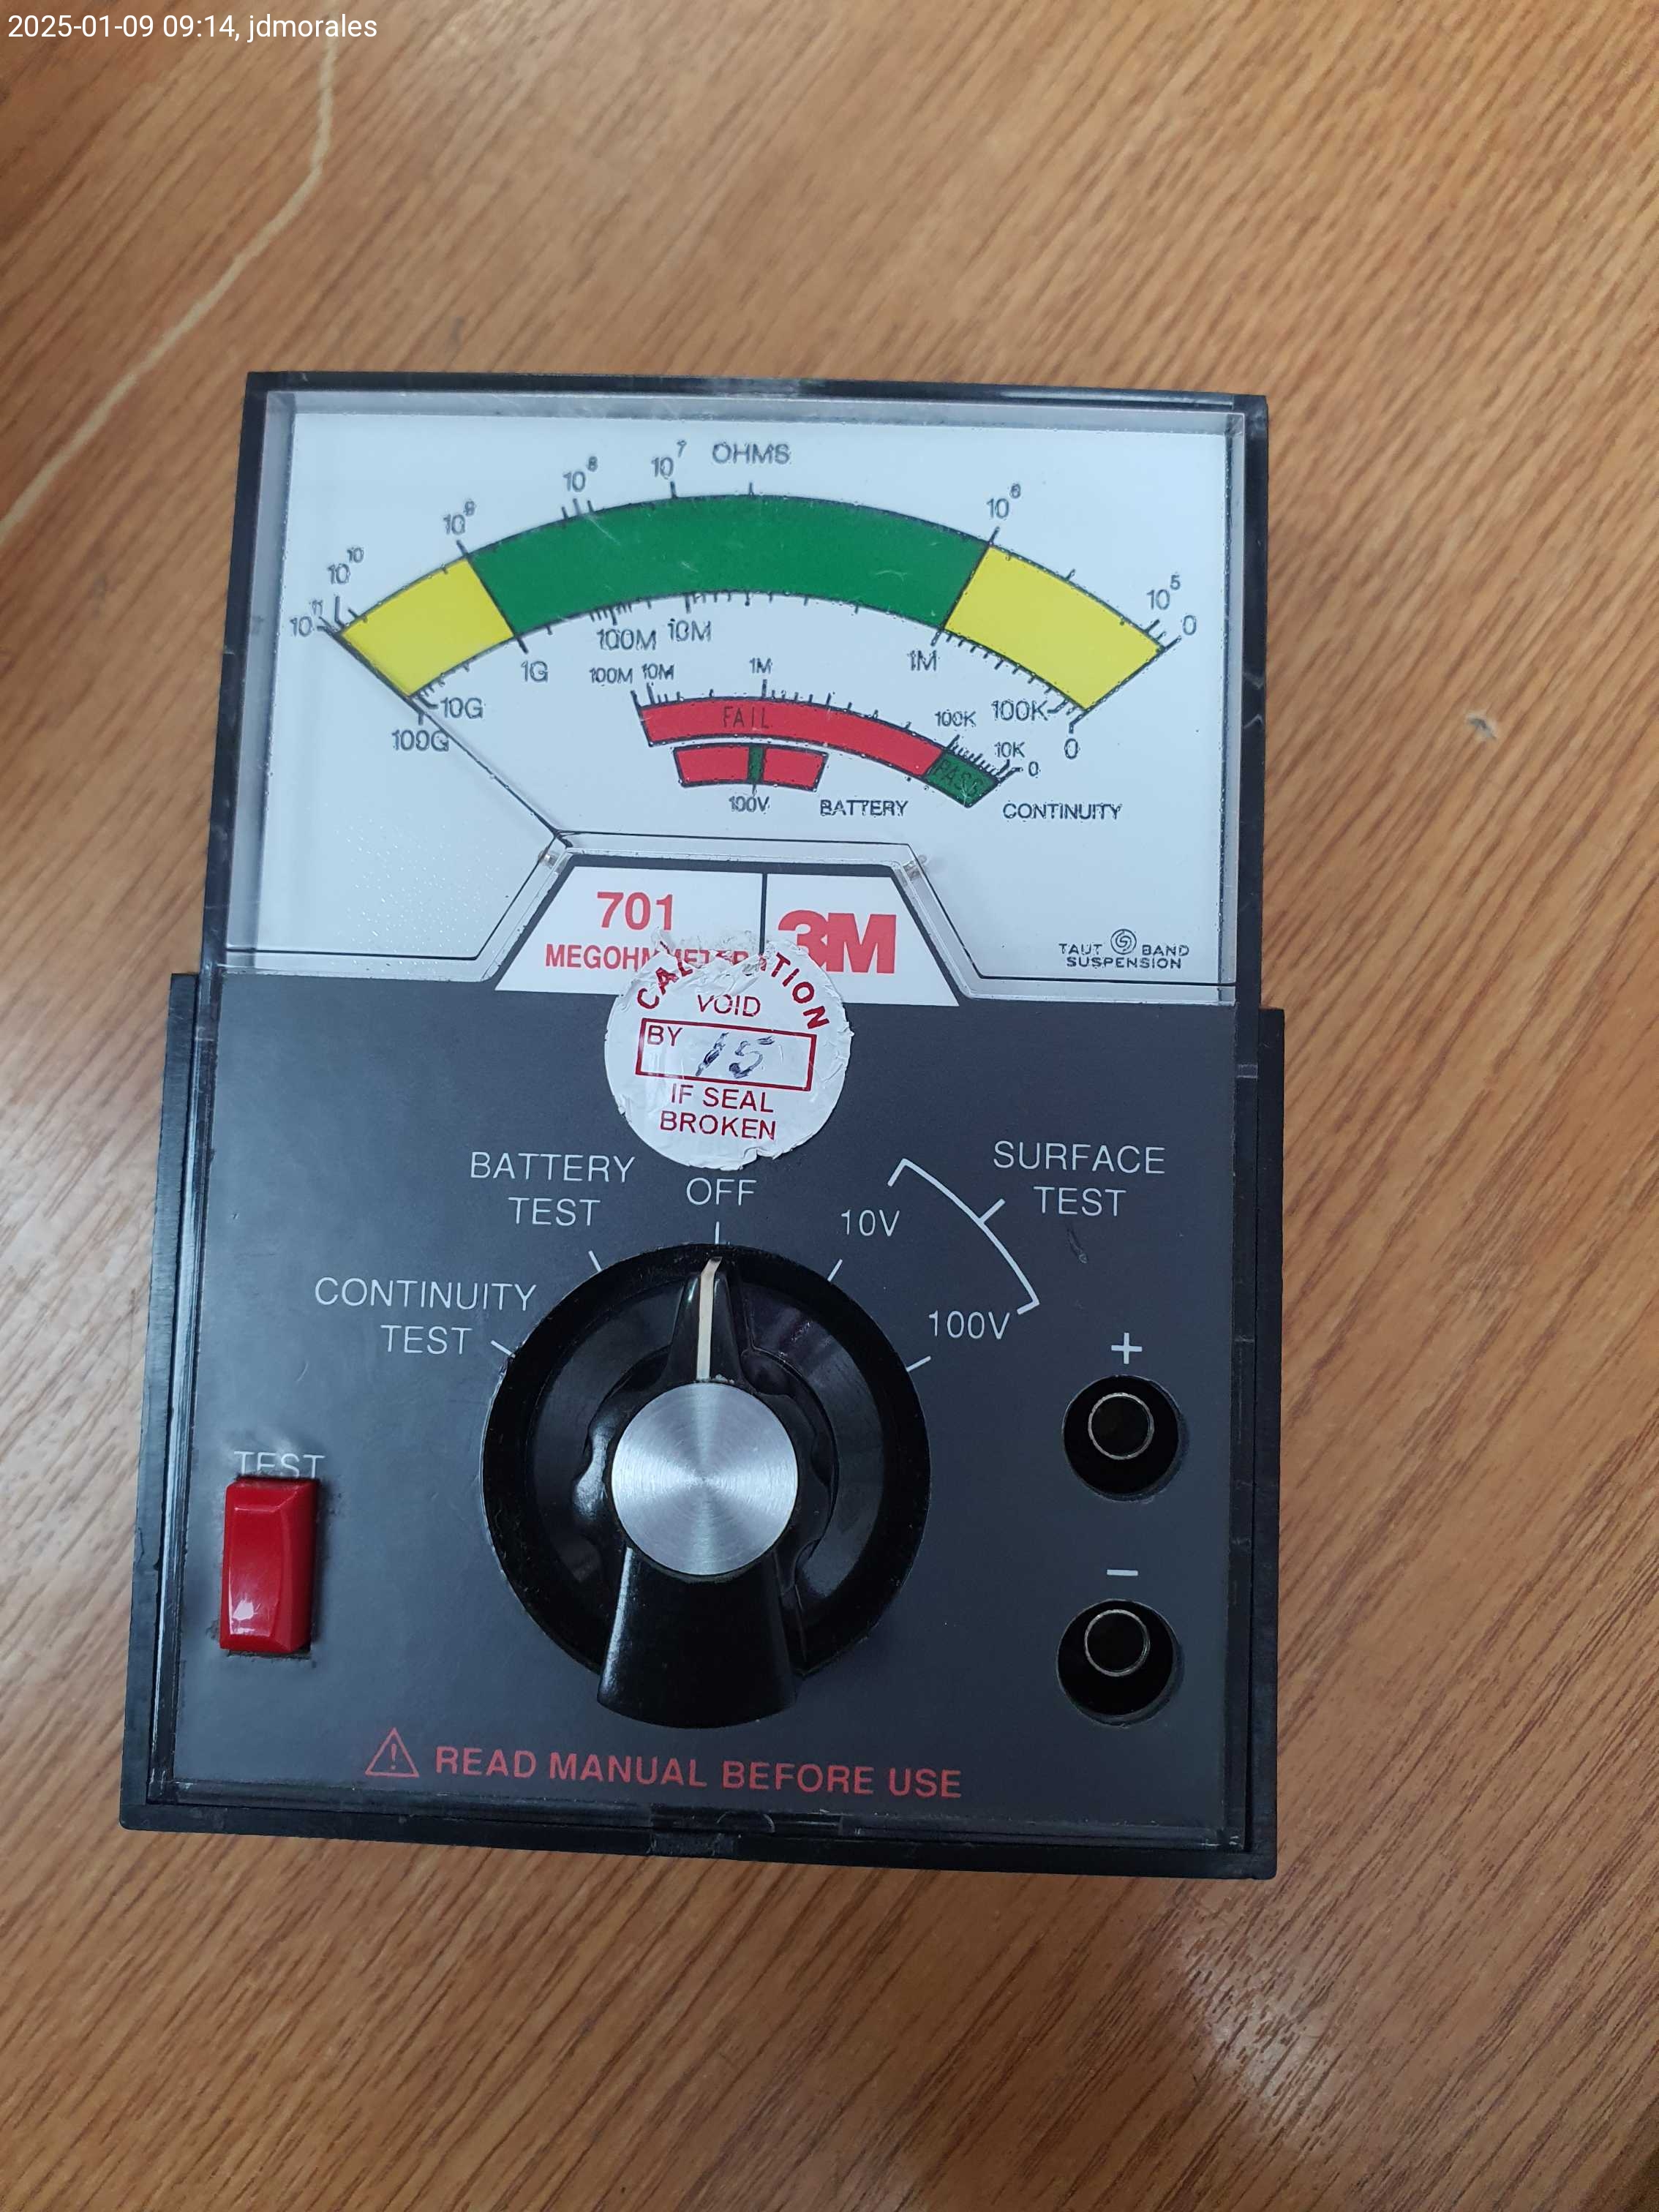 2025-01-09 09:14, jdmorales
OHMS
10¹¹ 10¹⁰ 10⁹ 10⁸ 10⁷ 10⁶ 10⁵ 0
100G 10G 1G 100M 10M 1M 100K 0
100M 10M 1M 100K 10K 0
FAIL PASS
100V BATTERY CONTINUITY
701
MEGOHMMETER
3M
TAUT BAND
SUSPENSION
CALIBRATION
VOID
BY 15
IF SEAL
BROKEN
BATTERY
TEST
OFF
SURFACE
TEST
10V
CONTINUITY
TEST
100V
+
TEST
−
READ MANUAL BEFORE USE